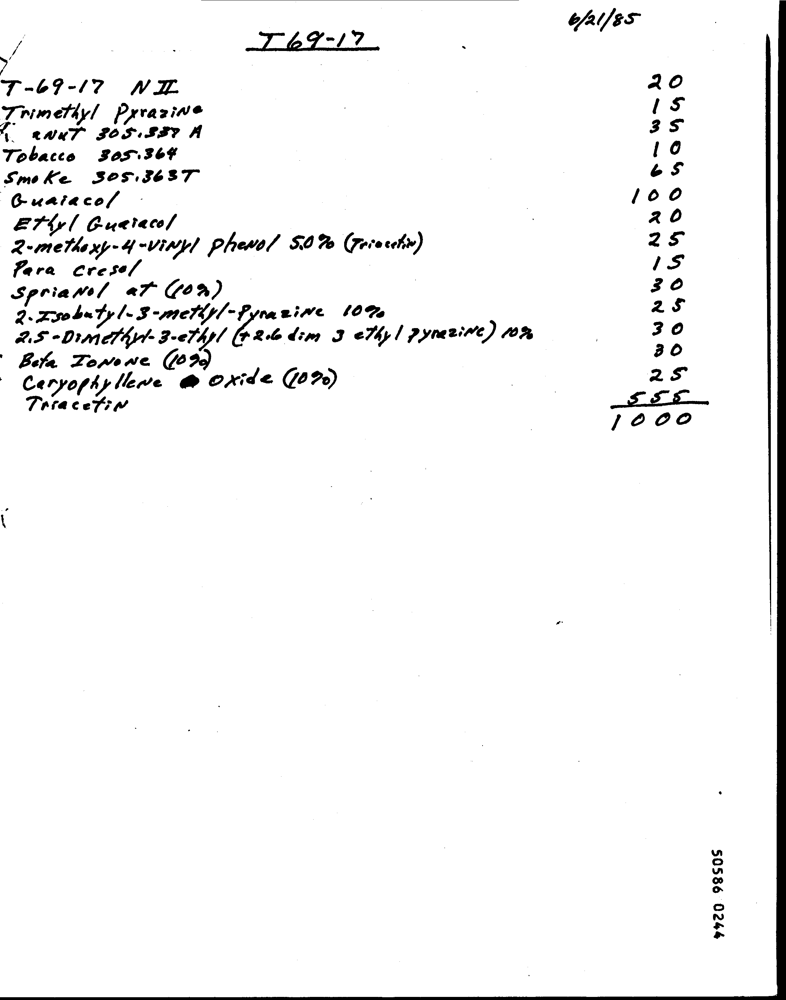 6/21/85
T69-17
T-69-17 N II 20
Trimethyl Pyrazine 15
305.337 A 35
Tobacco 305.364 10
Smoke 305.363T 65
Guaiacol 100
Ethyl Guaiacol 20
2-methoxy-4-vinyl phenol 50% (Triacetin) 25
Para cresol 15
Sprianol at (10%) 30
2-Isobutyl-3-methyl-Pyrazine 10% 25
2,5-Dimethyl-3-ethyl (+2.6 dim 3 ethyl pyrazine) 10% 30
Beta Ionone (10%) 30
Caryophyllene oxide (10%) 25
Triacetin 555
1000
50586 0244